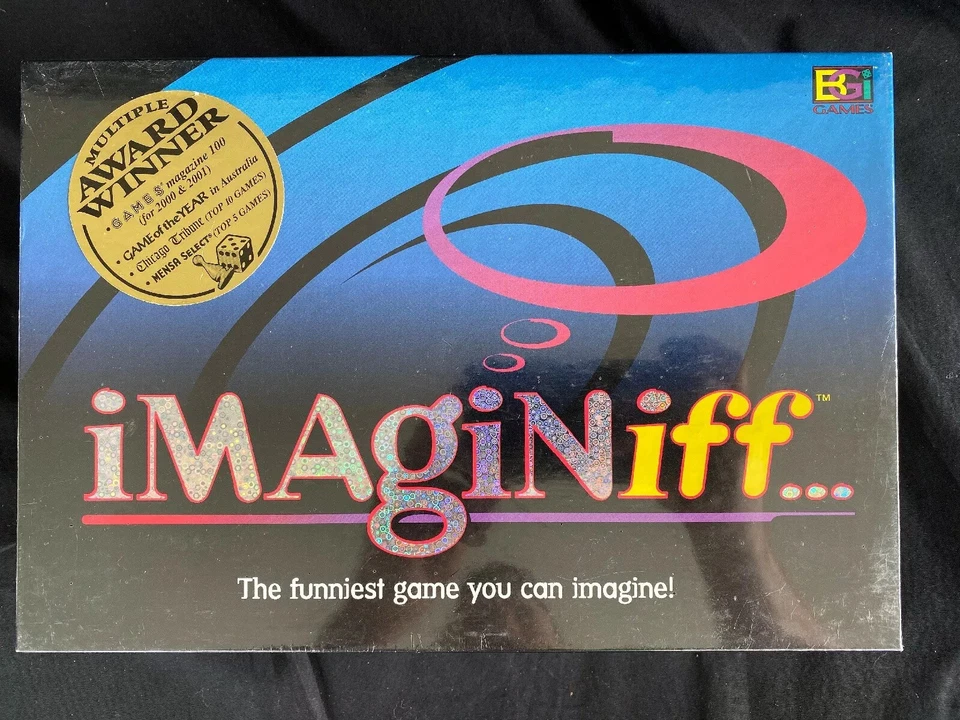 MULTIPLE
AWARD
WINNER
• GAMES® magazine 100
(for 2000 & 2001)
• GAME of the YEAR in Australia
• Chicago Tribune (TOP 10 GAMES)
• MENSA SELECT® (TOP 5 GAMES)
BGi™
GAMES
iMAgiNiff...™
The funniest game you can imagine!